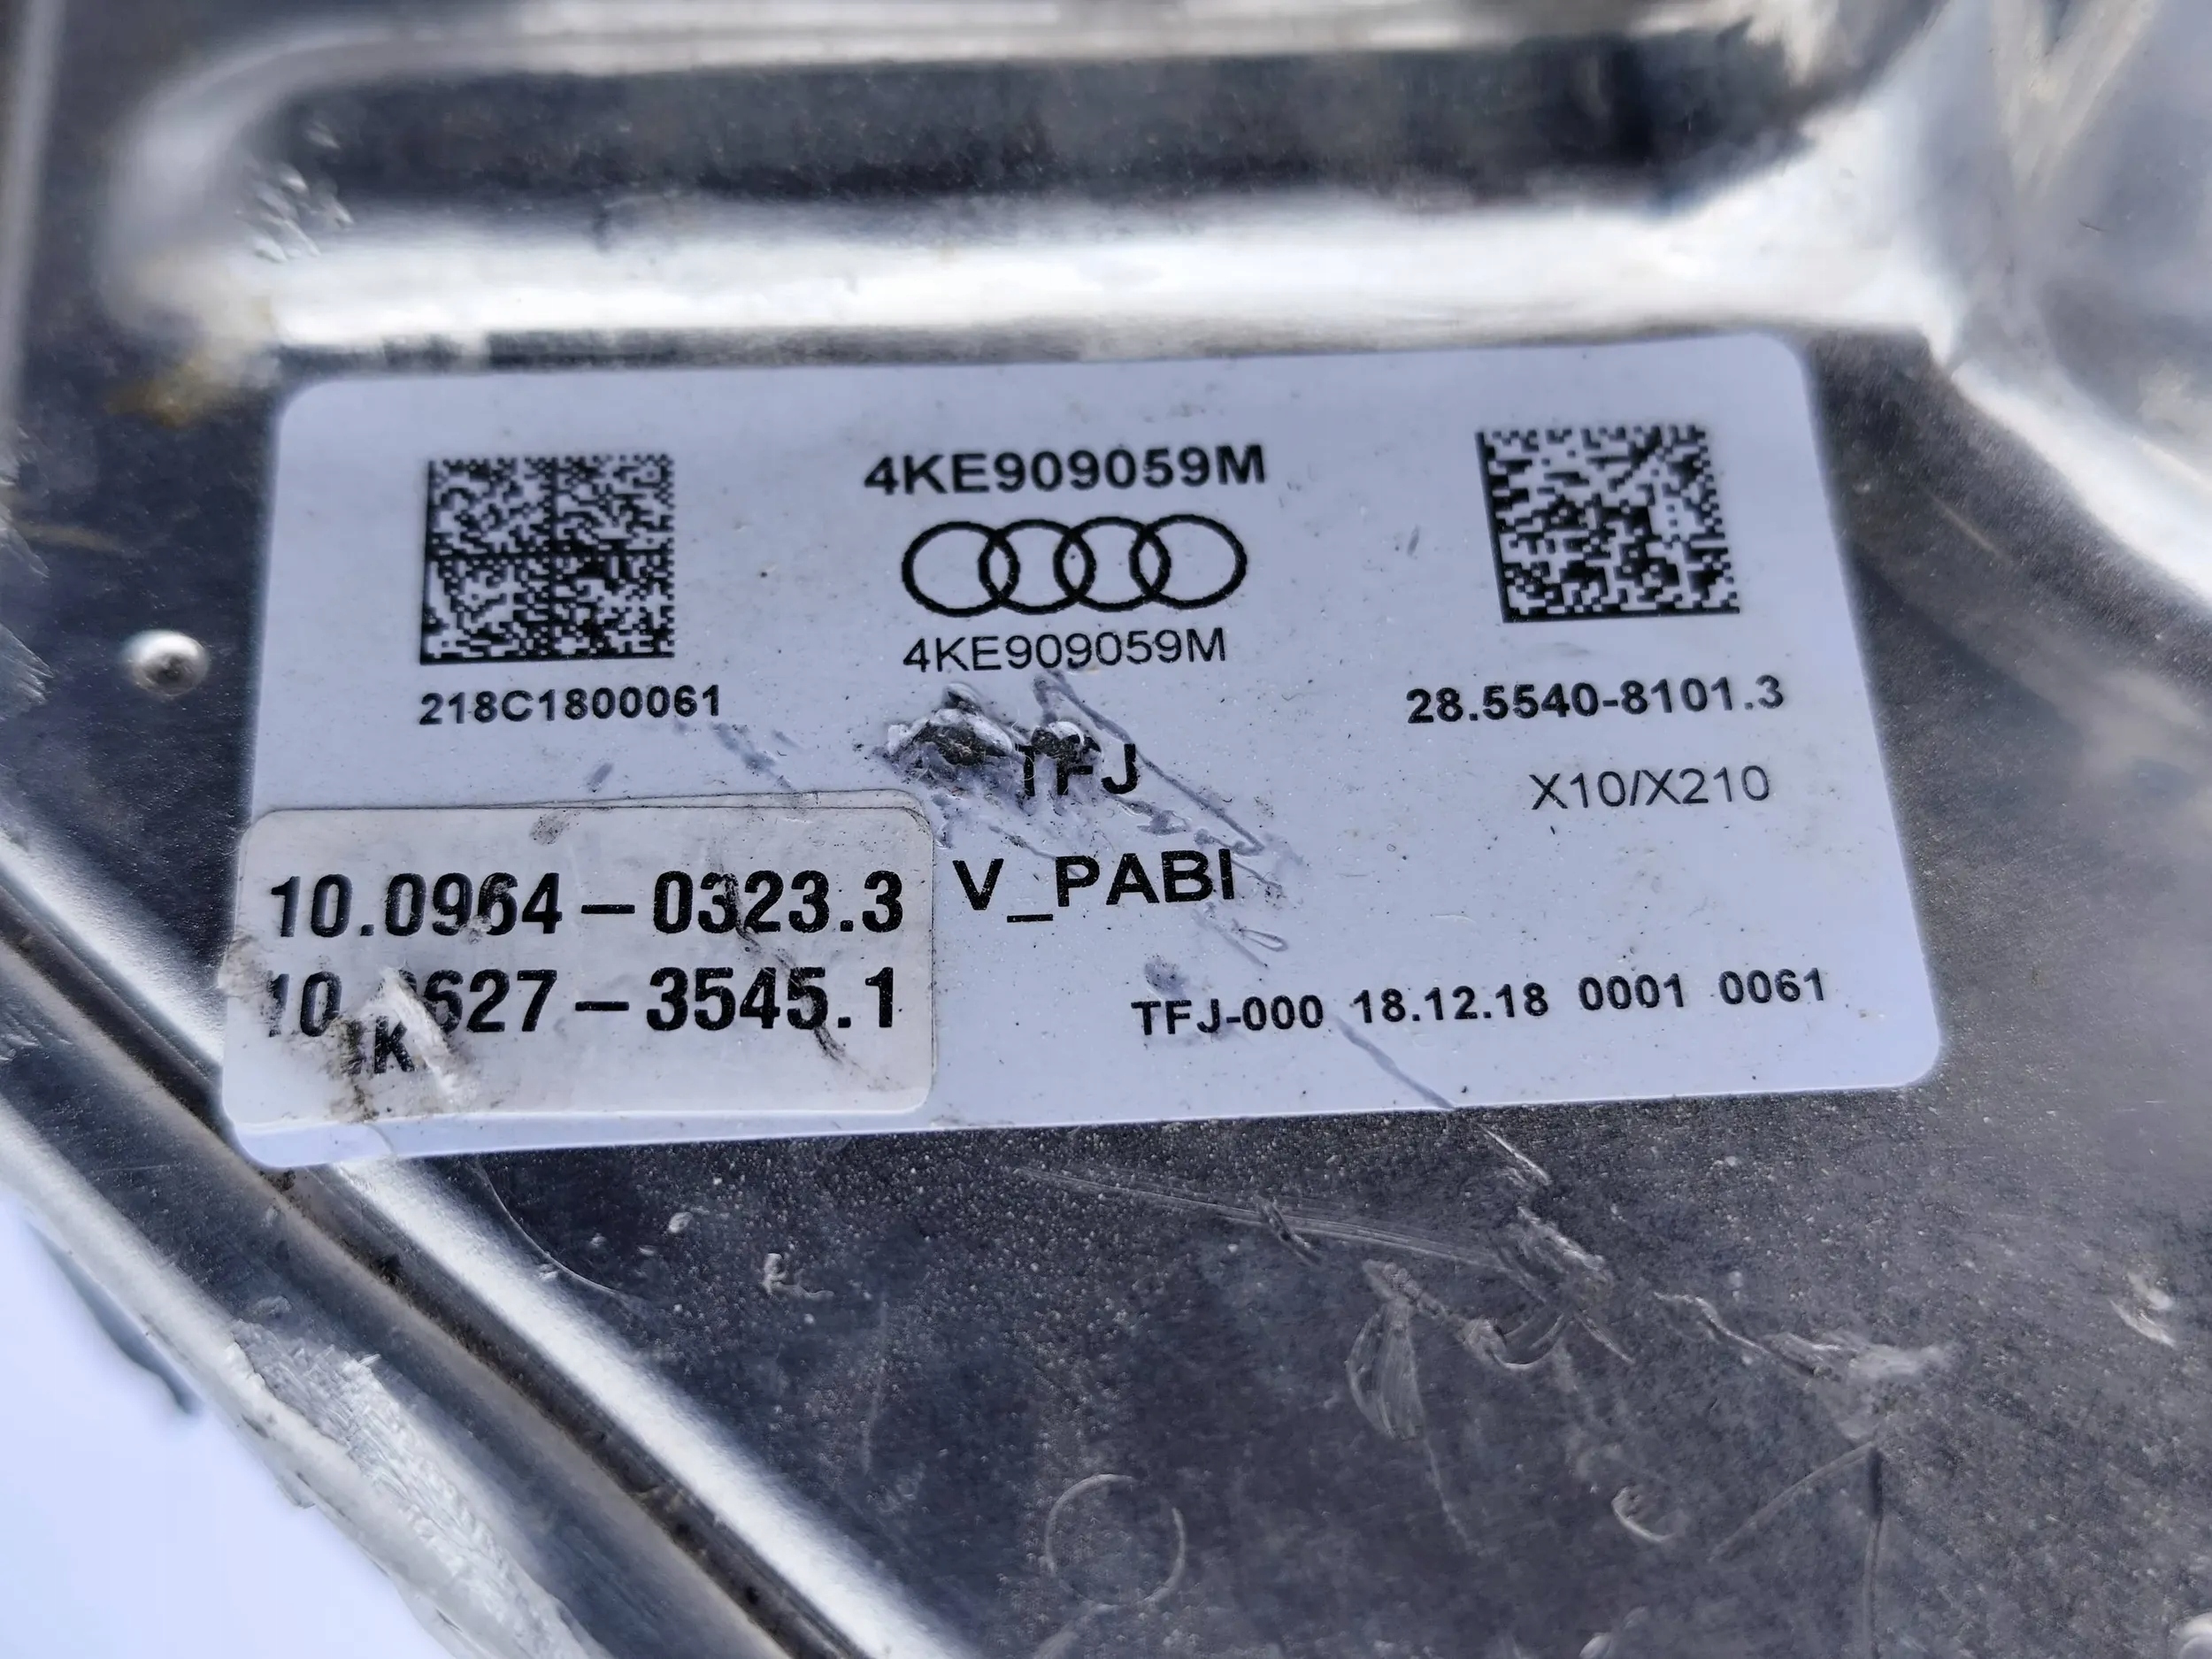 4KE909059M
4KE909059M
218C1800061
28.5540-8101.3
TFJ
X10/X210
10.0964-0323.3
V_PABI
3545.1
TFJ-000 18.12.18 0001 0061